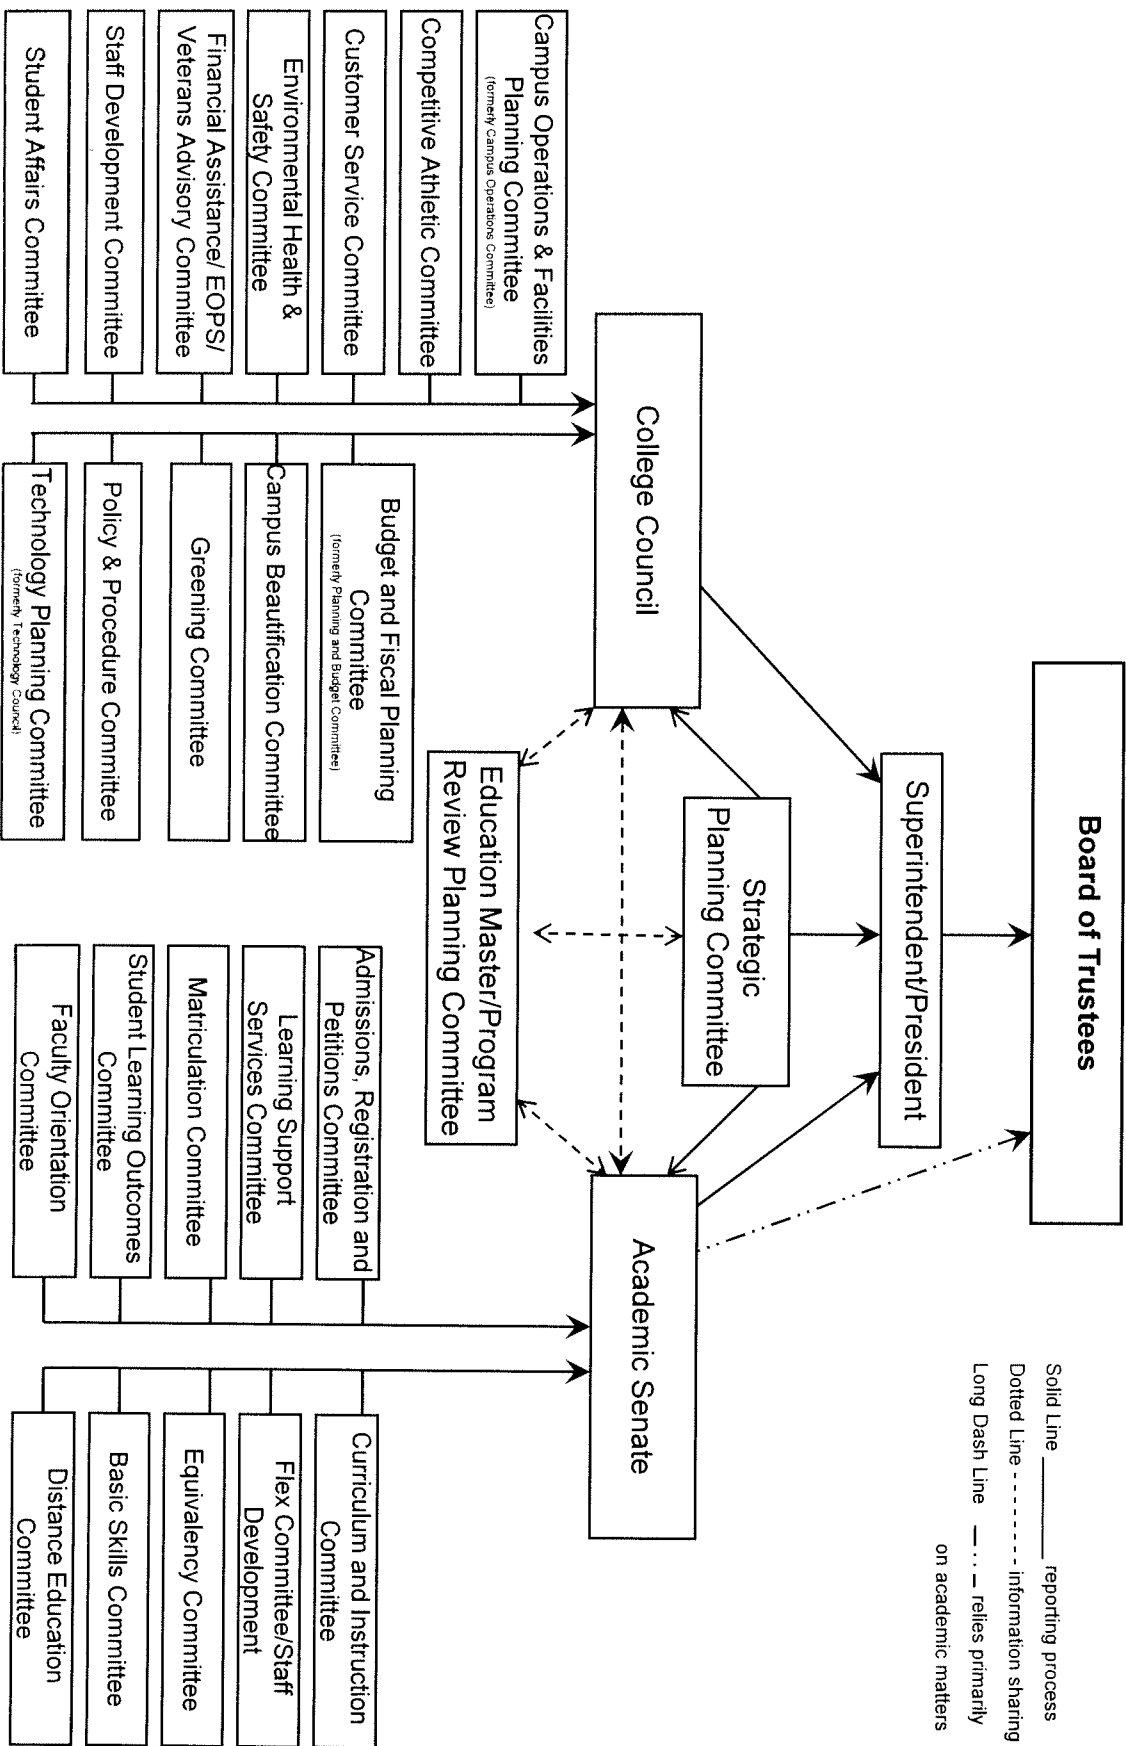 Board of Trustees
Solid Line __________ reporting process
Dotted Line - - - - - - - - - information sharing
Long Dash Line — . . – relies primarily
on academic matters
Superintendent/President
Strategic
Planning Committee
College Council
Academic Senate
Education Master/Program
Review Planning Committee
Campus Operations & Facilities
Planning Committee
(formerly Campus Operations Committee)
Competitive Athletic Committee
Customer Service Committee
Environmental Health &
Safety Committee
Financial Assistance/ EOPS/
Veterans Advisory Committee
Staff Development Committee
Student Affairs Committee
Budget and Fiscal Planning
Committee
(formerly Planning and Budget Committee)
Campus Beautification Committee
Greening Committee
Policy & Procedure Committee
Technology Planning Committee
(formerly Technology Council)
Admissions, Registration and
Petitions Committee
Learning Support
Services Committee
Matriculation Committee
Student Learning Outcomes
Committee
Faculty Orientation
Committee
Curriculum and Instruction
Committee
Flex Committee/Staff
Development
Equivalency Committee
Basic Skills Committee
Distance Education
Committee